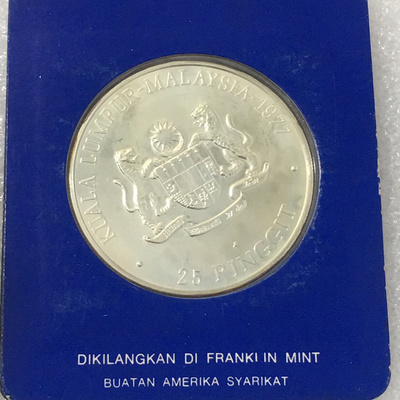 KUALA LUMPUR-MALAYSIA-1977
25 RINGGIT
DIKILANGKAN DI FRANKLIN MINT
BUATAN AMERIKA SYARIKAT